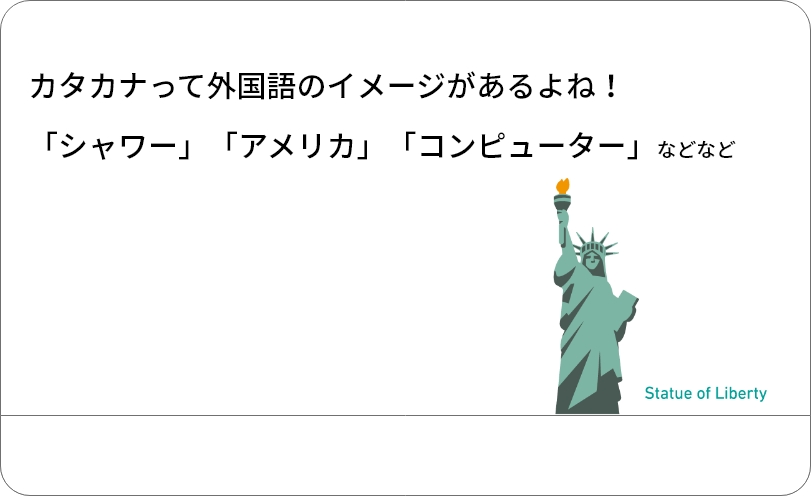 カタカナって外国語のイメージがあるよね！
「シャワー」「アメリカ」「コンピューター」などなど
Statue of Liberty